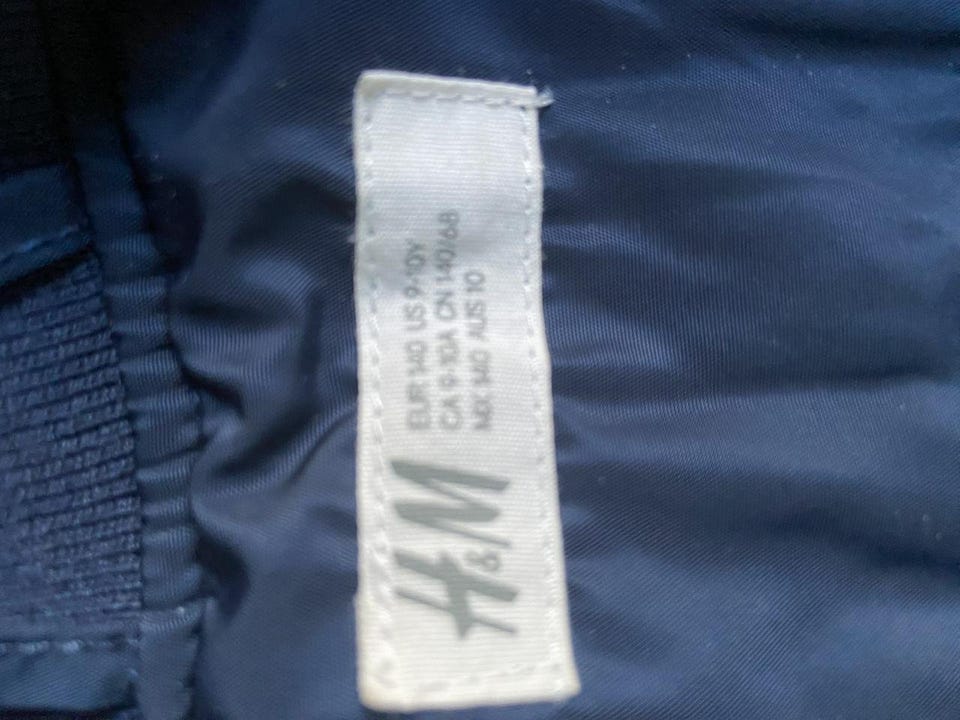 H&M
EUR 140 US 9-10Y
CA 9-10A CN 140/68
MX 140 AUS 10